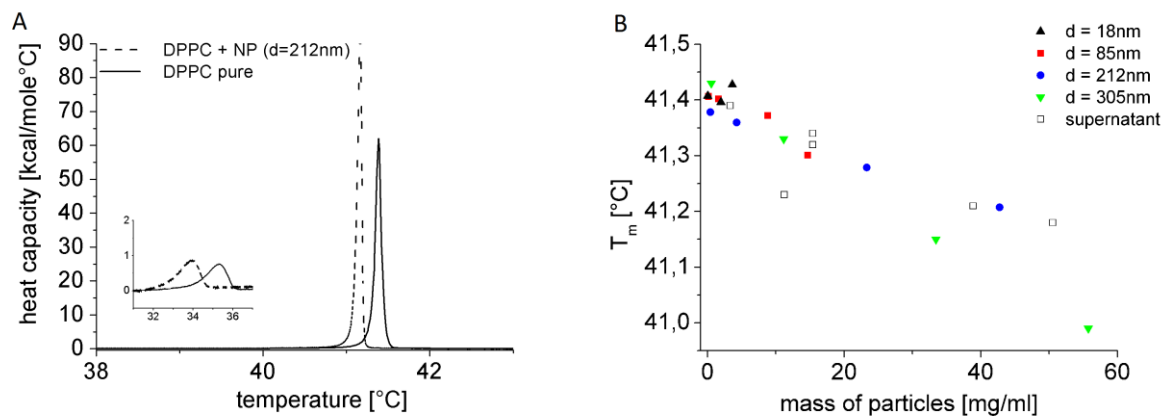 A
heat capacity [kcal/mole°C]
90
80
70
60
50
40
30
20
10
0
DPPC + NP (d=212nm)
DPPC pure
2
1
0
32 34 36
38 40 42
temperature [°C]
B
T_m [°C]
41,5
41,4
41,3
41,2
41,1
41,0
d = 18nm
d = 85nm
d = 212nm
d = 305nm
supernatant
0 20 40 60
mass of particles [mg/ml]